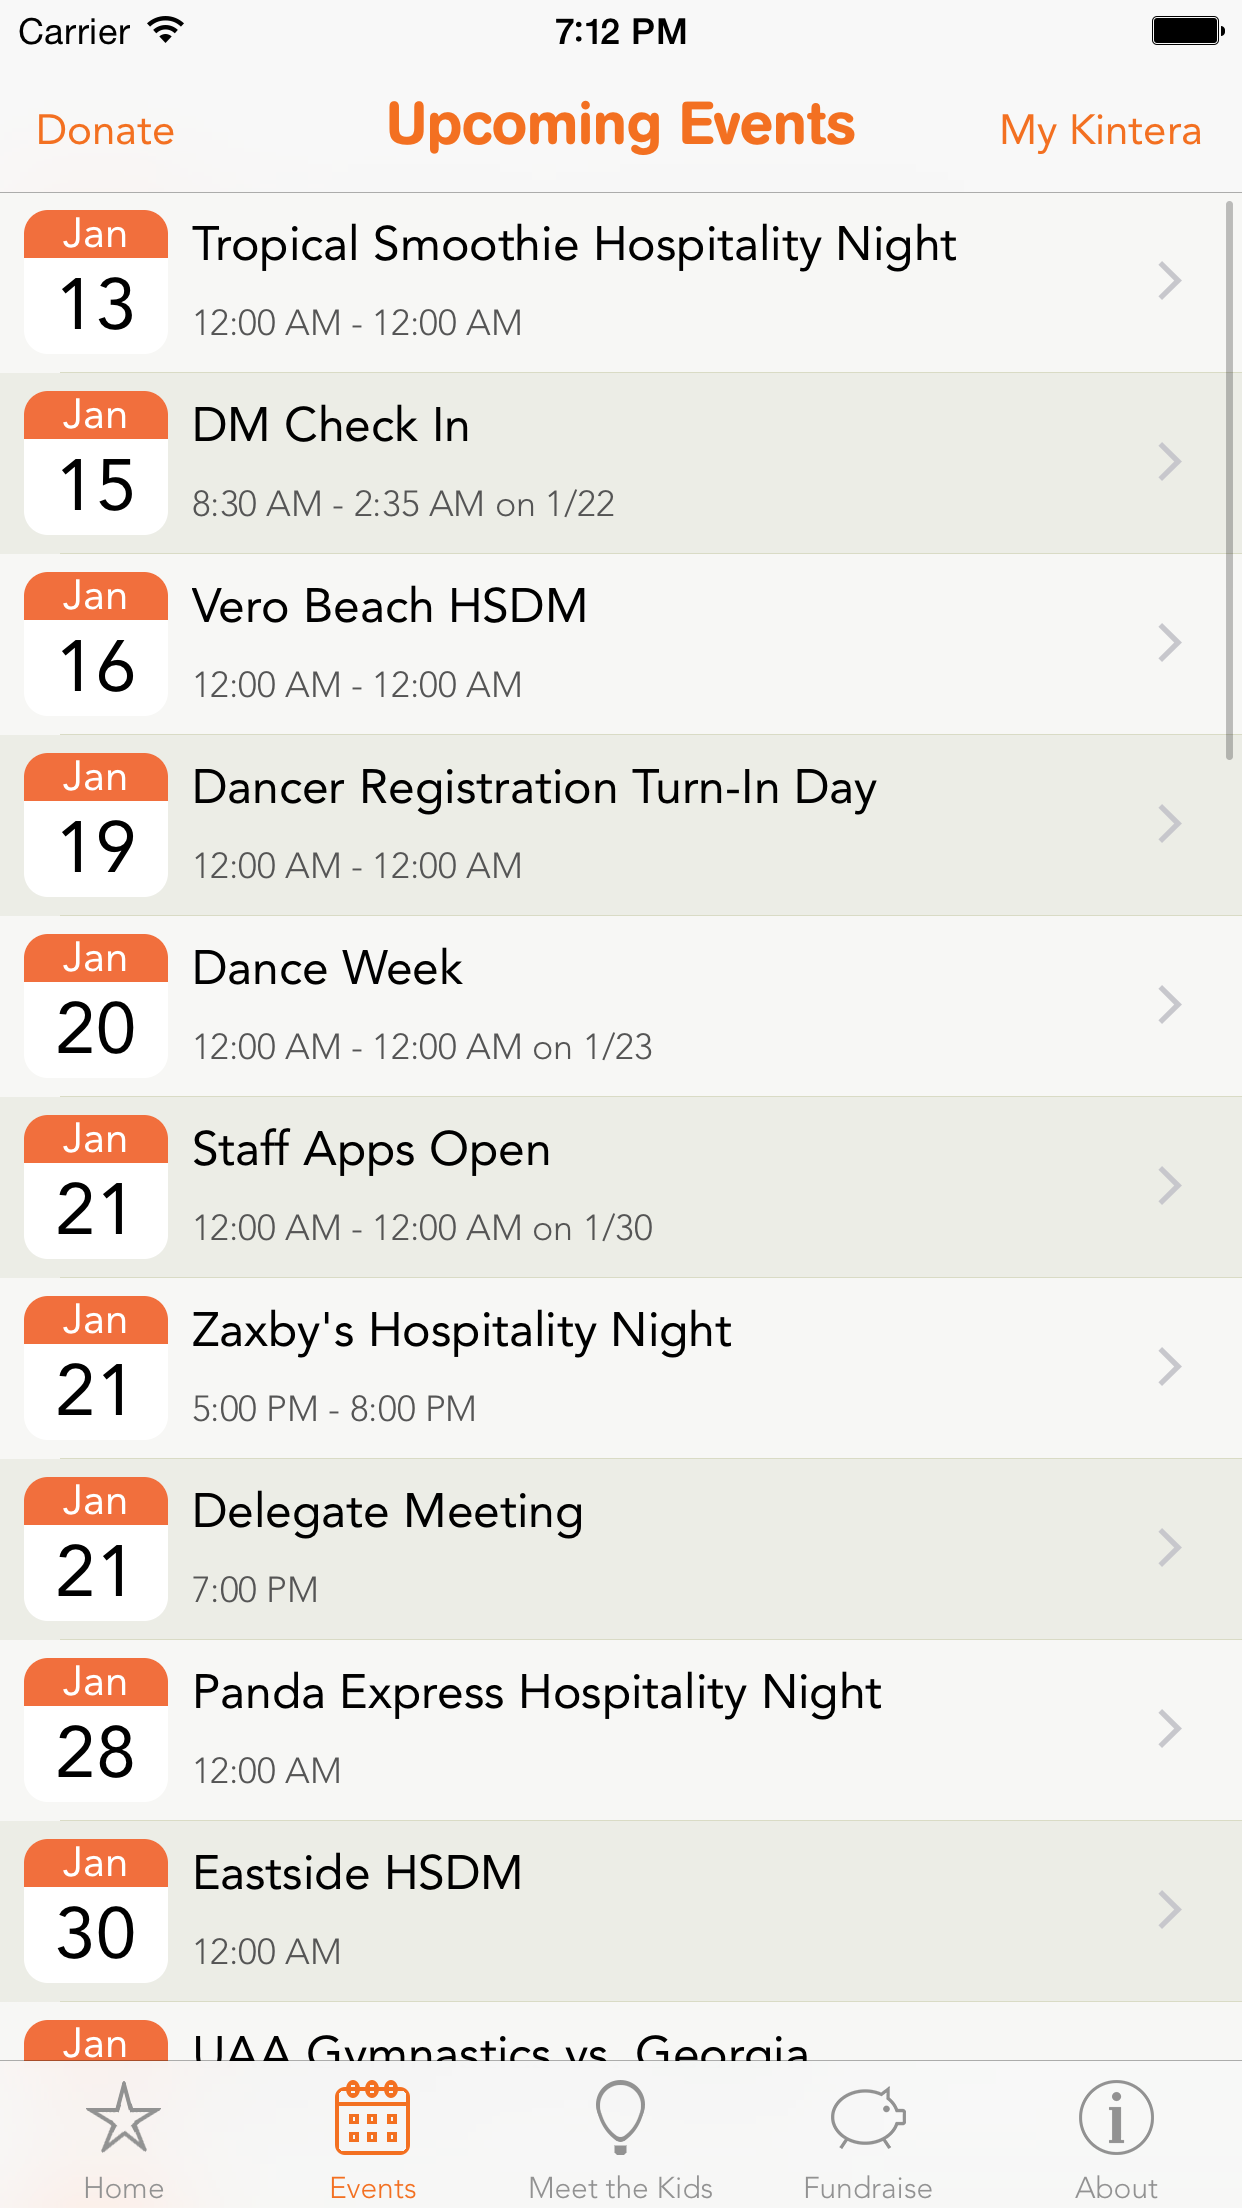 Carrier 7:12 PM
Donate Upcoming Events My Kintera
Jan
13
Tropical Smoothie Hospitality Night
12:00 AM - 12:00 AM
Jan
15
DM Check In
8:30 AM - 2:35 AM on 1/22
Jan
16
Vero Beach HSDM
12:00 AM - 12:00 AM
Jan
19
Dancer Registration Turn-In Day
12:00 AM - 12:00 AM
Jan
20
Dance Week
12:00 AM - 12:00 AM on 1/23
Jan
21
Staff Apps Open
12:00 AM - 12:00 AM on 1/30
Jan
21
Zaxby's Hospitality Night
5:00 PM - 8:00 PM
Jan
21
Delegate Meeting
7:00 PM
Jan
28
Panda Express Hospitality Night
12:00 AM
Jan
30
Eastside HSDM
12:00 AM
Jan
UAA Gymnastics vs. Georgia
Home Events Meet the Kids Fundraise About